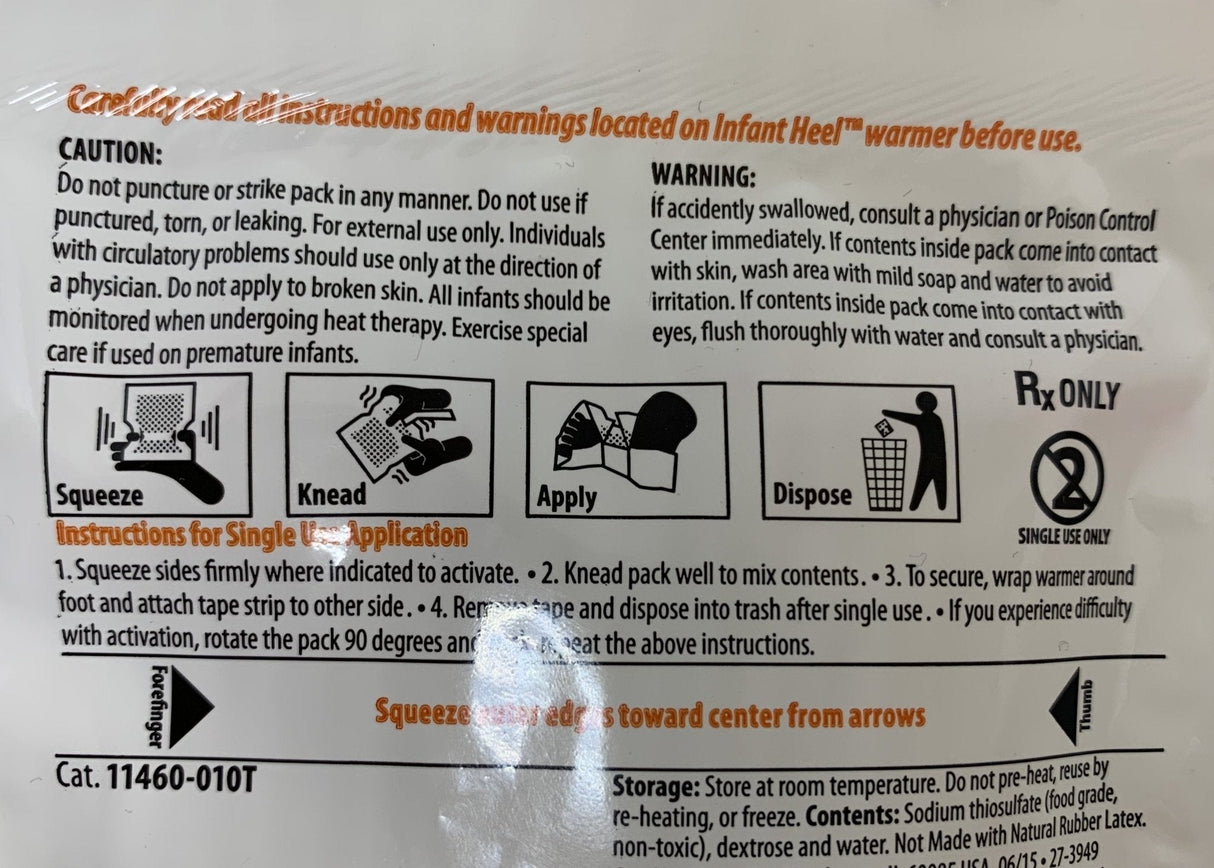 Carefully read all instructions and warnings located on Infant Heel™ warmer before use.
CAUTION:
Do not puncture or strike pack in any manner. Do not use if
punctured, torn, or leaking. For external use only. Individuals
with circulatory problems should use only at the direction of
a physician. Do not apply to broken skin. All infants should be
monitored when undergoing heat therapy. Exercise special
care if used on premature infants.
WARNING:
If accidently swallowed, consult a physician or Poison Control
Center immediately. If contents inside pack come into contact
with skin, wash area with mild soap and water to avoid
irritation. If contents inside pack come into contact with
eyes, flush thoroughly with water and consult a physician.
Squeeze
Knead
Apply
Dispose
Rx ONLY
2
SINGLE USE ONLY
Instructions for Single Use Application
1. Squeeze sides firmly where indicated to activate. • 2. Knead pack well to mix contents. • 3. To secure, wrap warmer around
foot and attach tape strip to other side. • 4. Remove tape and dispose into trash after single use. • If you experience difficulty
with activation, rotate the pack 90 degrees and repeat the above instructions.
Forefinger
Squeeze outer edges toward center from arrows
Thumb
Cat. 11460-010T
Storage: Store at room temperature. Do not pre-heat, reuse by
re-heating, or freeze. Contents: Sodium thiosulfate (food grade,
non-toxic), dextrose and water. Not Made with Natural Rubber Latex.
USA 06/15 • 27-3949